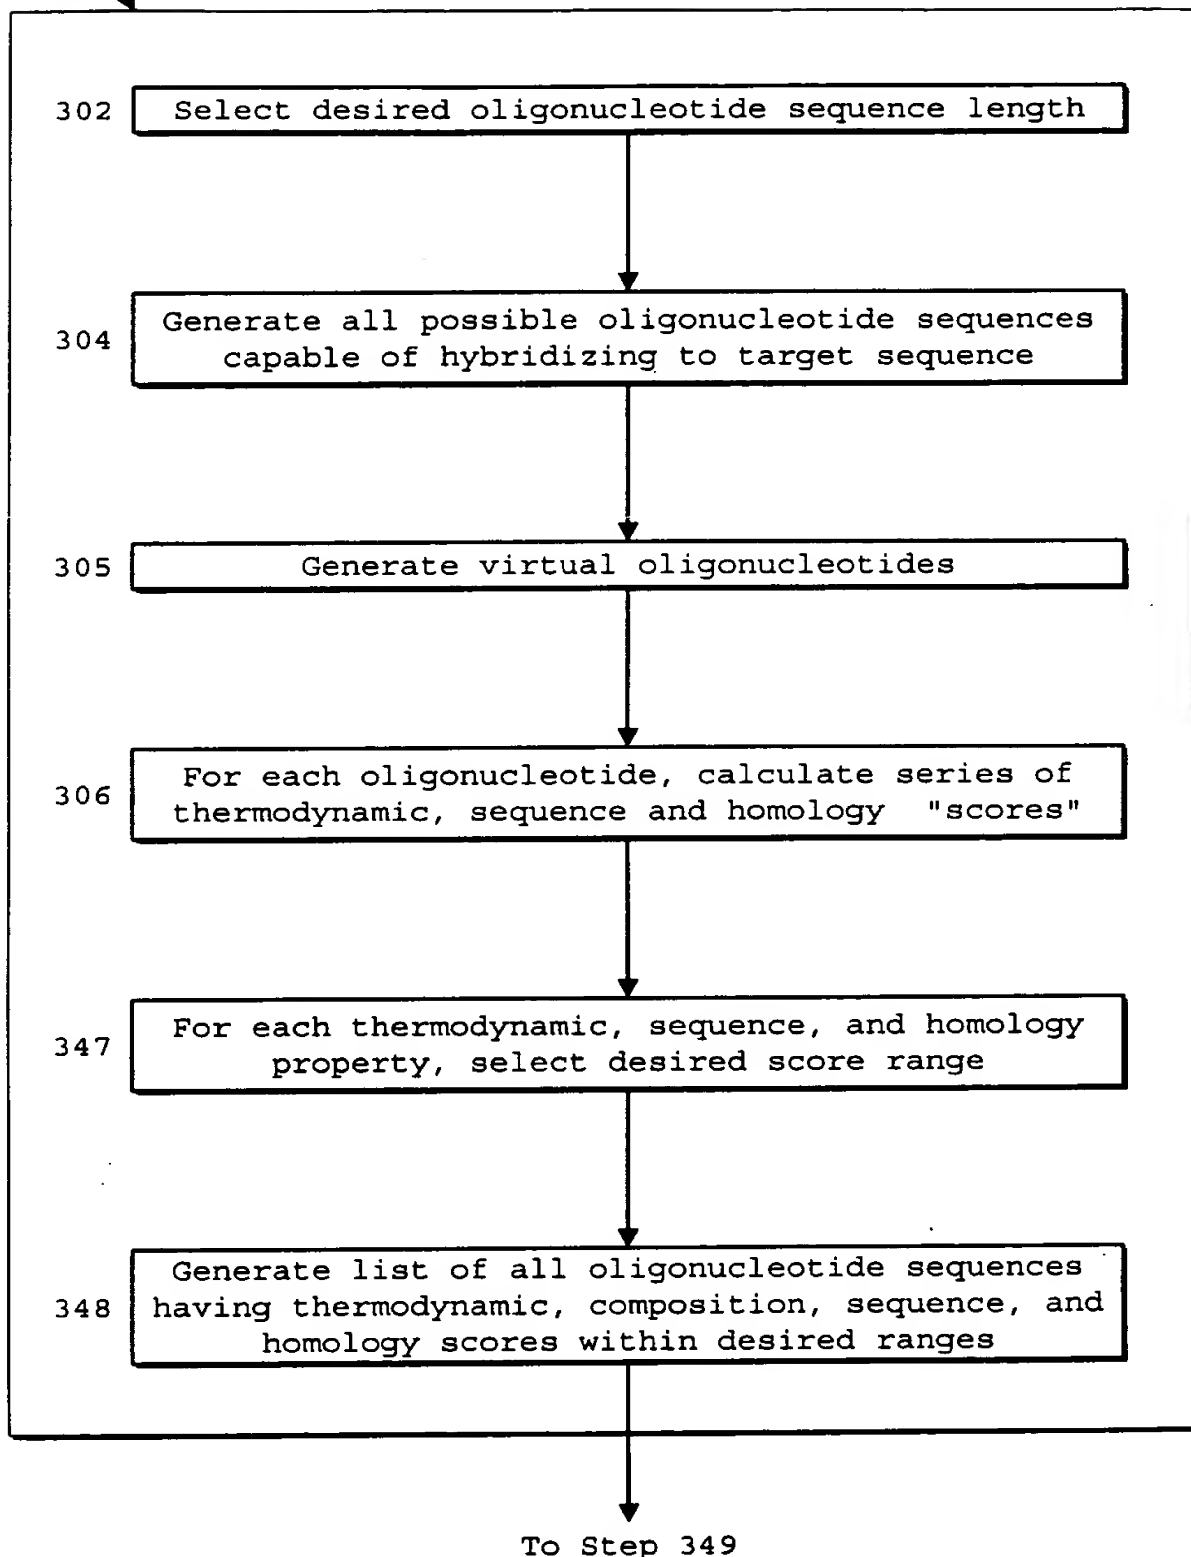 302 Select desired oligonucleotide sequence length
304 Generate all possible oligonucleotide sequences
capable of hybridizing to target sequence
305 Generate virtual oligonucleotides
306 For each oligonucleotide, calculate series of
thermodynamic, sequence and homology "scores"
347 For each thermodynamic, sequence, and homology
property, select desired score range
348 Generate list of all oligonucleotide sequences
having thermodynamic, composition, sequence, and
homology scores within desired ranges
To Step 349